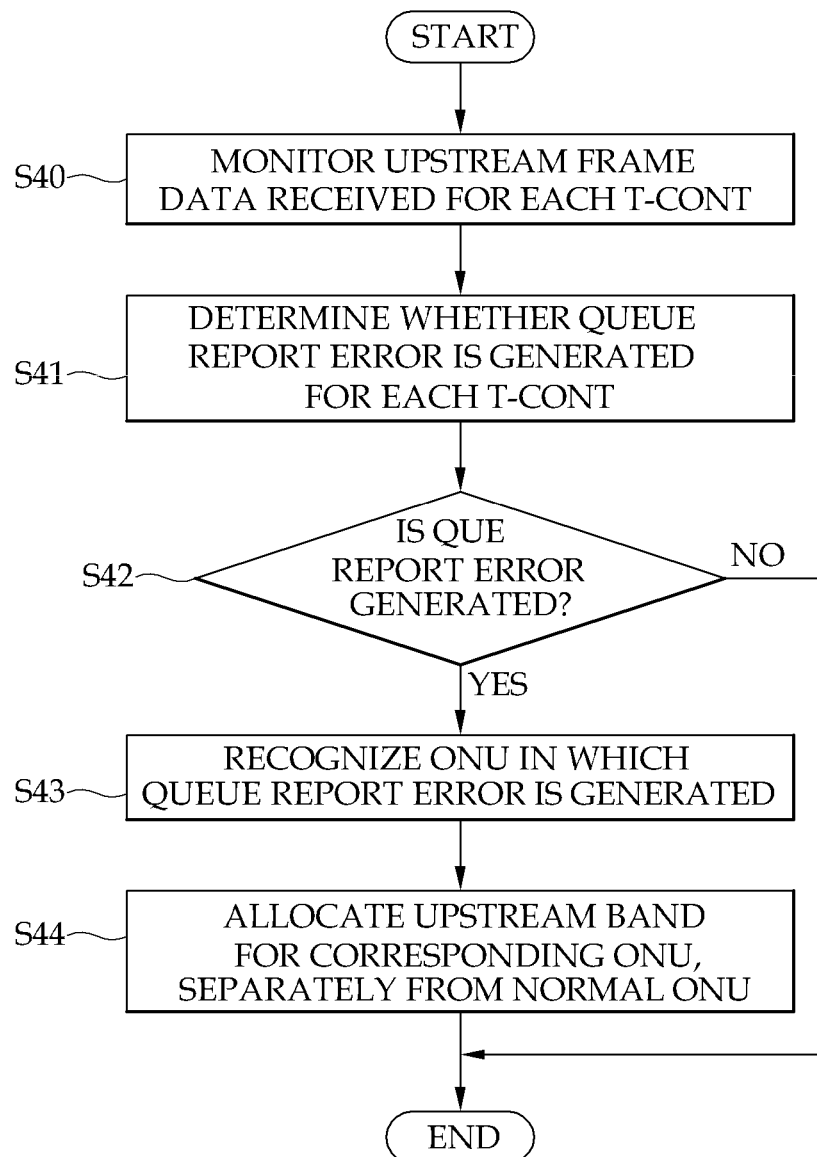 START
S40
MONITOR UPSTREAM FRAME
DATA RECEIVED FOR EACH T-CONT
S41
DETERMINE WHETHER QUEUE
REPORT ERROR IS GENERATED
FOR EACH T-CONT
S42
IS QUE
REPORT ERROR
GENERATED?
NO
YES
S43
RECOGNIZE ONU IN WHICH
QUEUE REPORT ERROR IS GENERATED
S44
ALLOCATE UPSTREAM BAND
FOR CORRESPONDING ONU,
SEPARATELY FROM NORMAL ONU
END